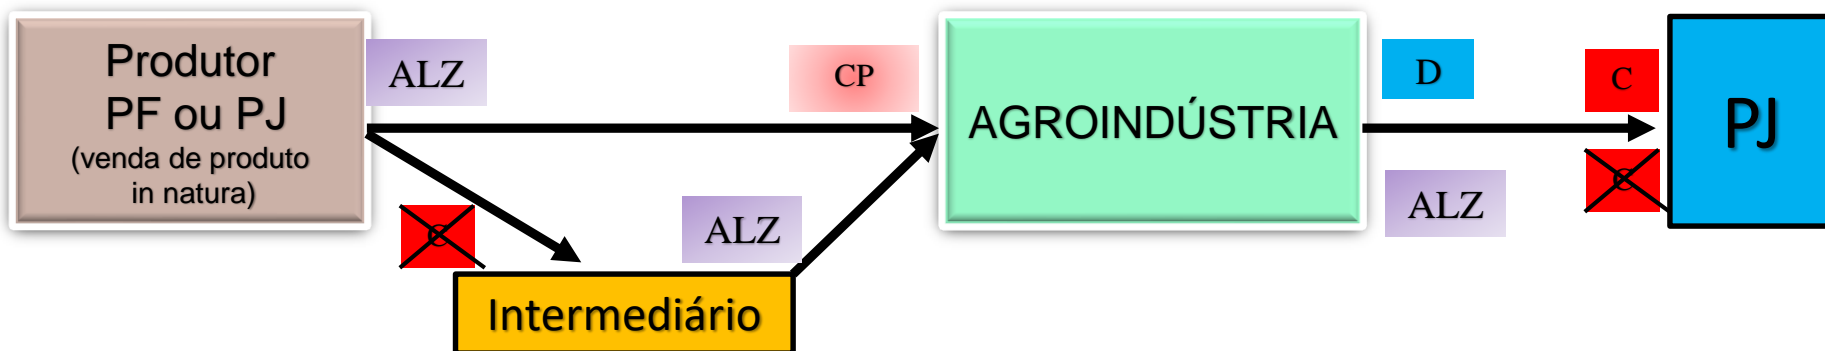 Produtor
PF ou PJ
(venda de produto
in natura)
ALZ
CP
AGROINDÚSTRIA
D
C
PJ
C
ALZ
C
ALZ
Intermediário